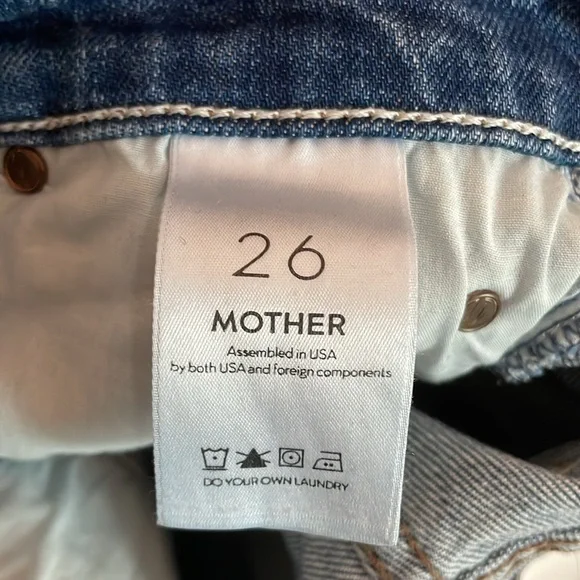 26
MOTHER
Assembled in USA
by both USA and foreign components
DO YOUR OWN LAUNDRY